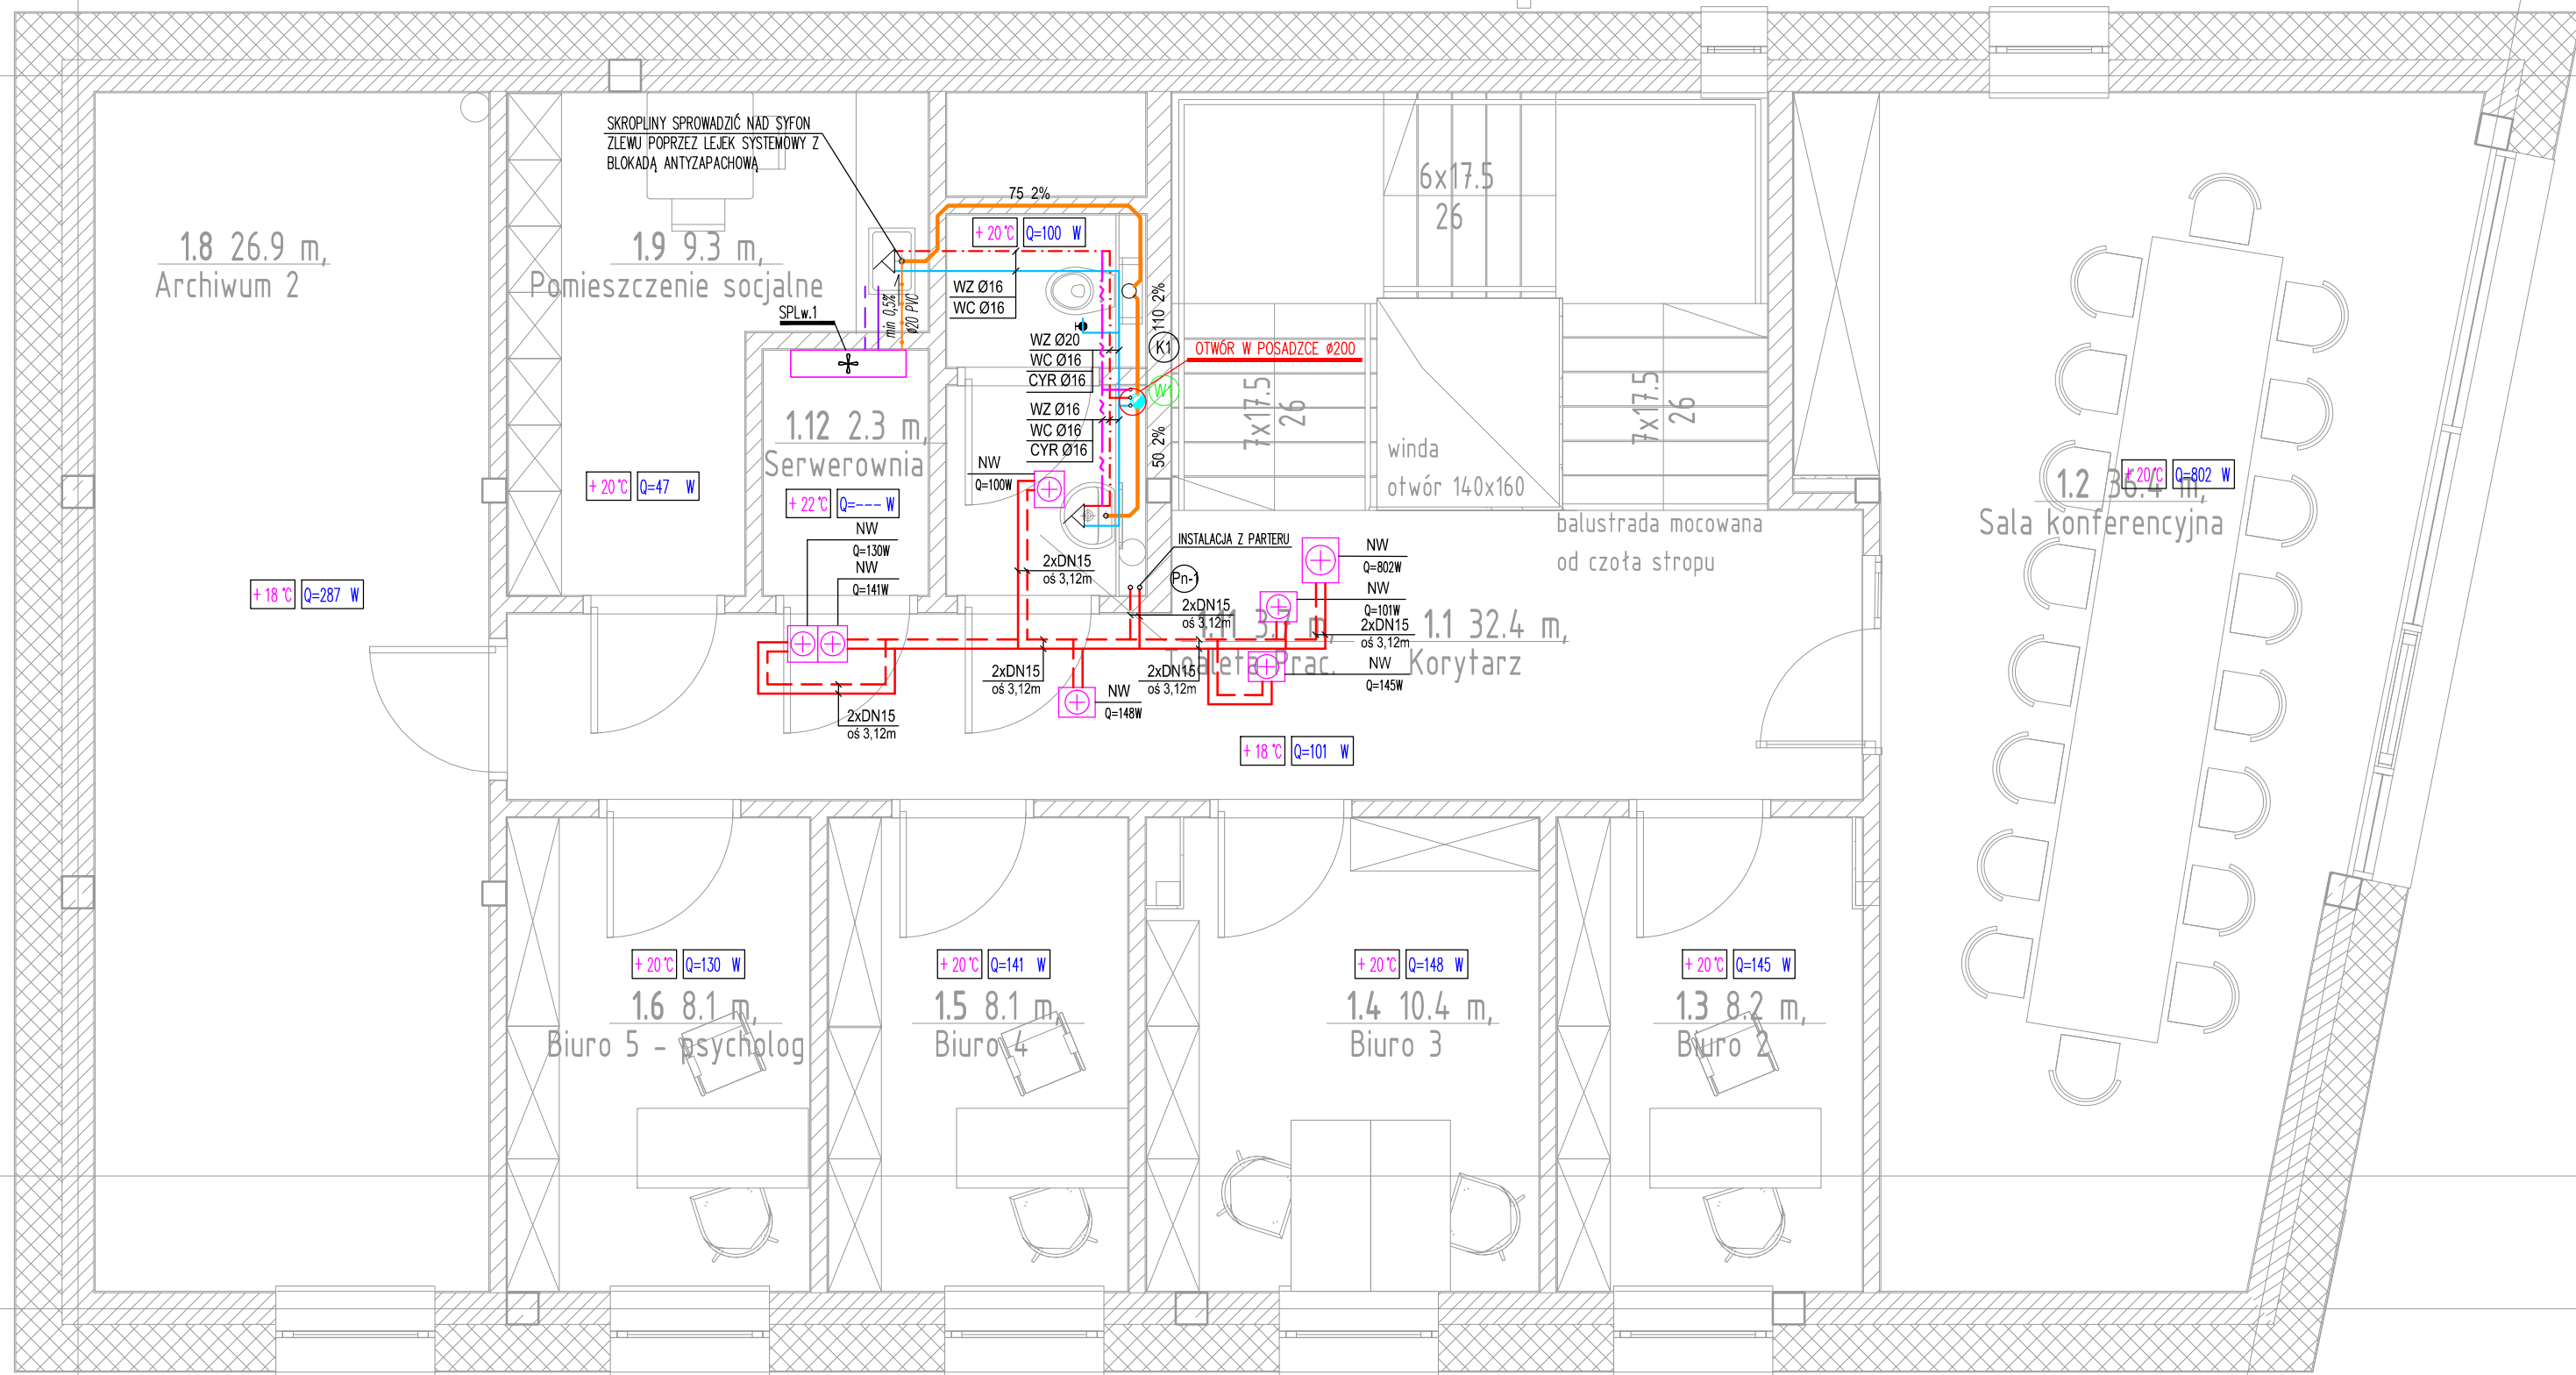 SKROPLINY SPROWADZIĆ NAD SYFON
ZLEWU POPRZEZ LEJEK SYSTEMOWY Z
BLOKADĄ ANTYZAPACHOWĄ
75 2%
6x17.5
26
1.8 26.9 m,
Archiwum 2
1.9 9.3 m,
Pomieszczenie socjalne
+ 20°C Q=100 W
WZ Ø16
WC Ø16
SPLw.1
min 0,5%
ø20 PVC
110 2%
K1
WZ Ø20
WC Ø16
CYR Ø16
OTWÓR W POSADZCE ø200
W1
WZ Ø16
WC Ø16
CYR Ø16
50 2%
7x17.5
26
7x17.5
26
winda
otwór 140x160
balustrada mocowana
od czoła stropu
1.12 2.3 m,
Serwerownia
+ 20°C Q=47 W
+ 22°C Q=--- W
NW
Q=100W
NW
Q=130W
NW
Q=141W
1.2 36.4 m,
Sala konferencyjna
+ 20°C Q=802 W
+ 18°C Q=287 W
2xDN15
oś 3,12m
INSTALACJA Z PARTERU
Pn-1
NW
Q=802W
NW
Q=101W
2xDN15
oś 3,12m
2xDN15
oś 3,12m
1.11 3.7 m,
Toaleta Prac.
1.1 32.4 m,
Korytarz
NW
Q=145W
2xDN15
oś 3,12m
2xDN15
oś 3,12m
NW
Q=148W
2xDN15
oś 3,12m
+ 18°C Q=101 W
+ 20°C Q=130 W
1.6 8.1 m,
Biuro 5 - psycholog
+ 20°C Q=141 W
1.5 8.1 m,
Biuro 4
+ 20°C Q=148 W
1.4 10.4 m,
Biuro 3
+ 20°C Q=145 W
1.3 8.2 m,
Biuro 2